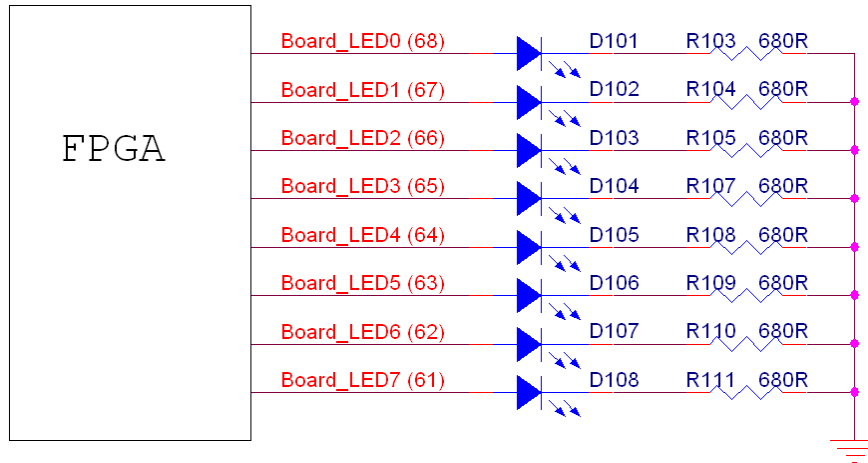 Board_LED0 (68) D101 R103 680R
Board_LED1 (67) D102 R104 680R
Board_LED2 (66) D103 R105 680R
FPGA
Board_LED3 (65) D104 R107 680R
Board_LED4 (64) D105 R108 680R
Board_LED5 (63) D106 R109 680R
Board_LED6 (62) D107 R110 680R
Board_LED7 (61) D108 R111 680R